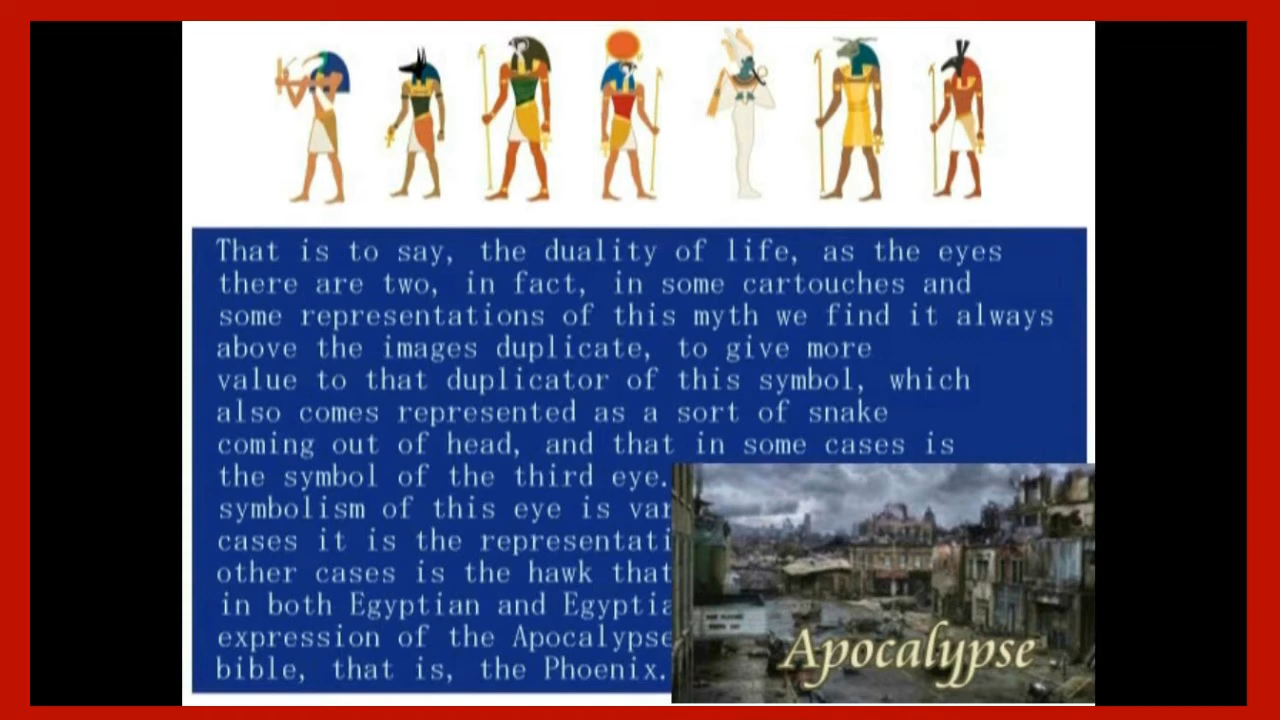 That is to say, the duality of life, as the eyes
there are two, in fact, in some cartouches and
some representations of this myth we find it always
above the images duplicate, to give more
value to that duplicator of this symbol, which
also comes represented as a sort of snake
coming out of head, and that in some cases is
the symbol of the third eye.
symbolism of this eye is
cases it is the
other cases is the hawk that
in both Egyptian and
expression of the Apocalypse
bible, that is, the Phoenix.
Apocalypse